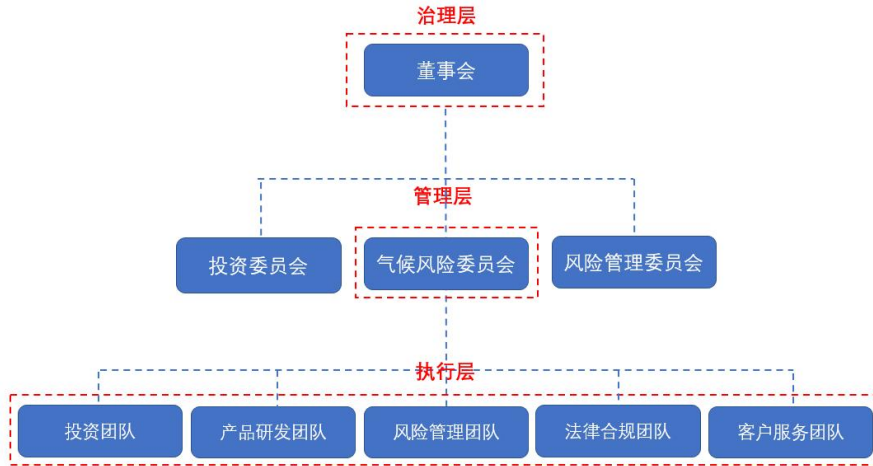 治理层
董事会
管理层
投资委员会
气候风险委员会
风险管理委员会
执行层
投资团队
产品研发团队
风险管理团队
法律合规团队
客户服务团队